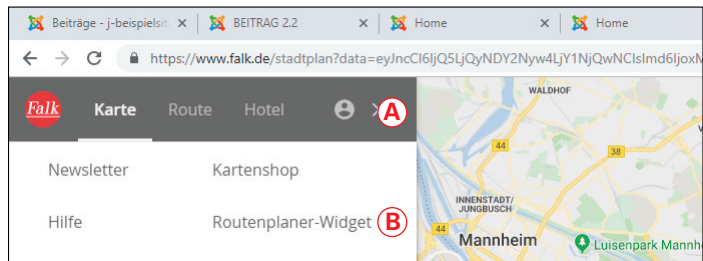 Beiträge - j-beispielsit ×
BEITRAG 2.2 ×
Home ×
Home
https://www.falk.de/stadtplan?data=
Falk Karte Route Hotel A
Newsletter Kartenshop
Hilfe Routenplaner-Widget B
WALDHOF
44
38
INNENSTADT/
JUNGBUSCH
44
Mannheim
Luisenpark Mannh